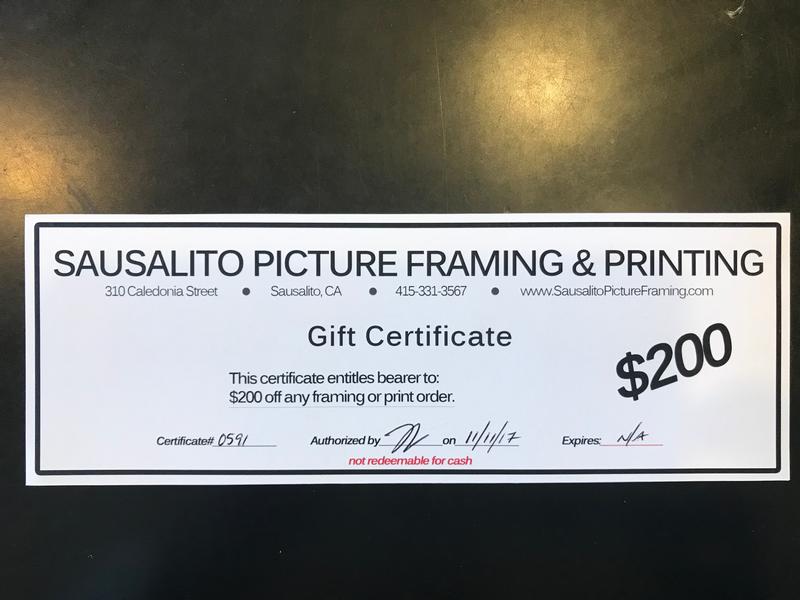 SAUSALITO PICTURE FRAMING & PRINTING
310 Caledonia Street • Sausalito, CA • 415-331-3567 • www.SausalitoPictureFraming.com
Gift Certificate
$200
This certificate entitles bearer to:
$200 off any framing or print order.
Certificate# 0591 Authorized by on 11/11/17 Expires: N/A
not redeemable for cash